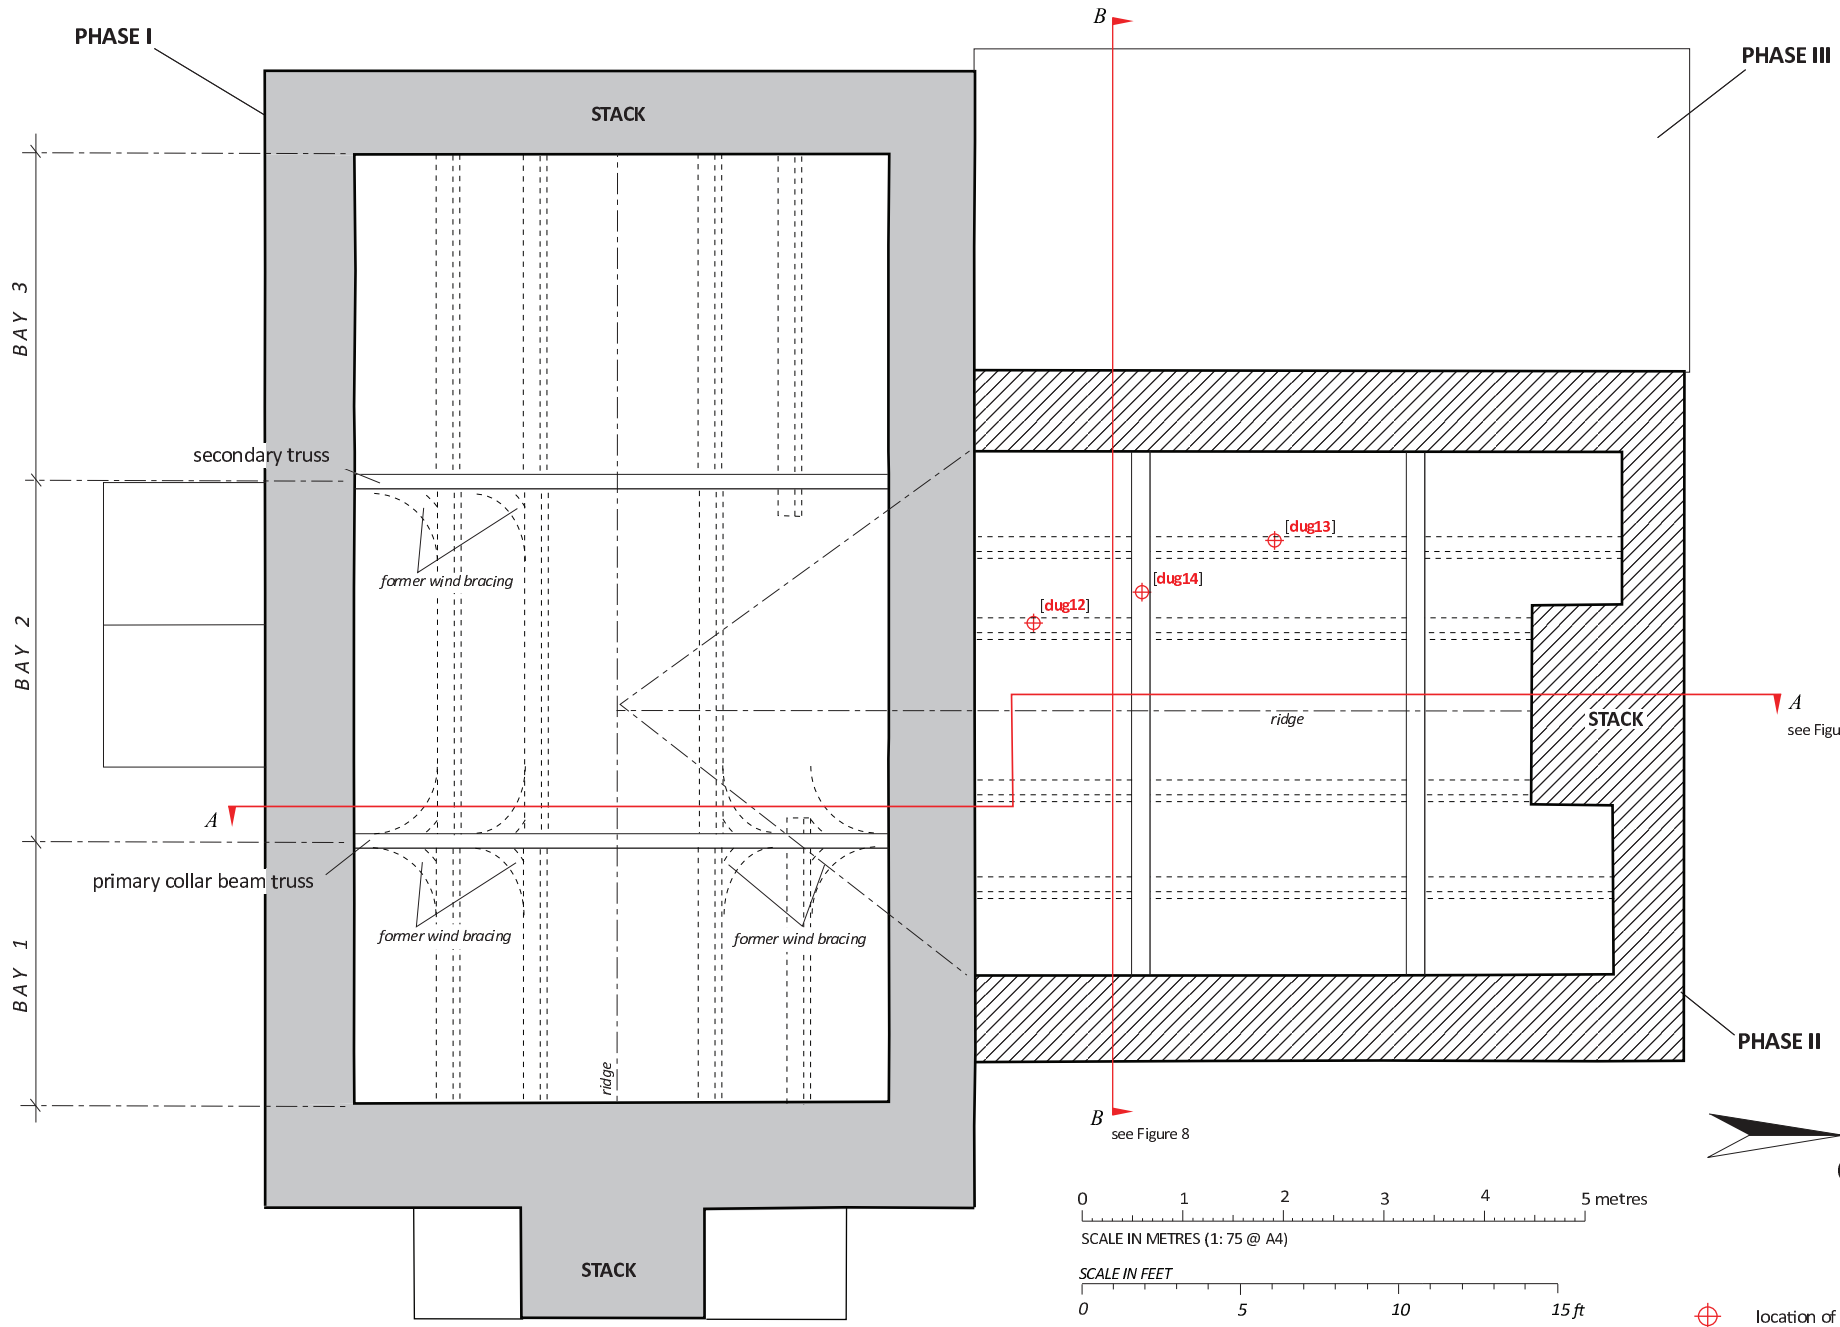 B
PHASE I
PHASE III
STACK
BAY 3
secondary truss
[dug13]
[dug14]
former wind bracing
[dug12]
BAY 2
A
see Figu
ridge
STACK
A
primary collar beam truss
former wind bracing
former wind bracing
BAY 1
PHASE II
ridge
B
see Figure 8
0 1 2 3 4 5 metres
SCALE IN METRES (1: 75 @ A4)
STACK
SCALE IN FEET
0 5 10 15 ft
location of